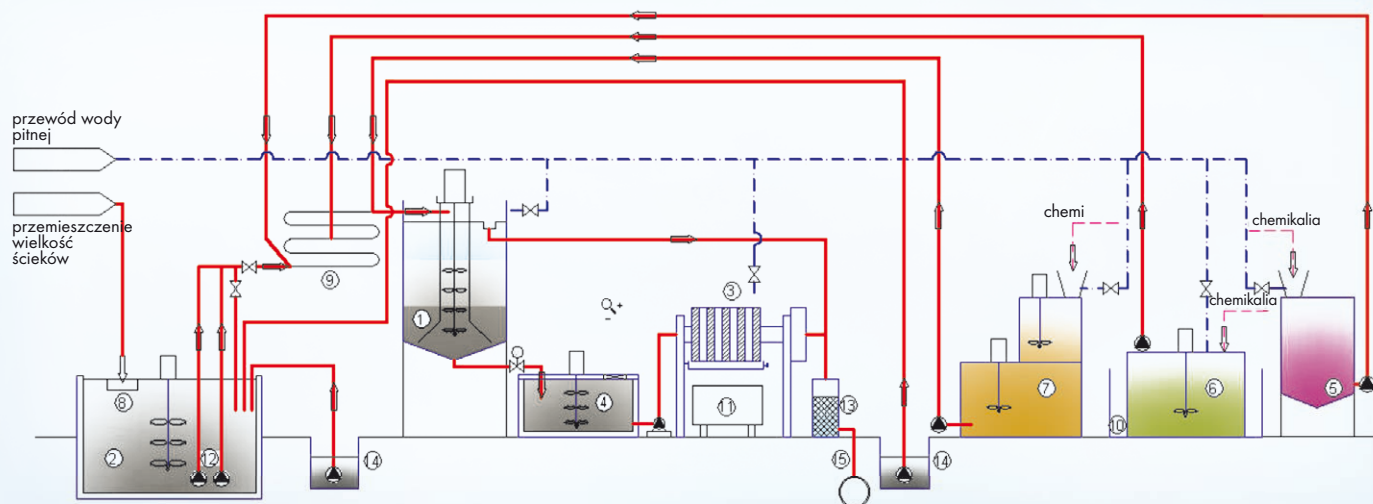 przewód wody
pitnej
przemieszczenie
wielkość
ścieków
chemi
chemikalia
chemikalia
9
3
1
4
8
2
12
14
11
13
15
14
7
10
6
5